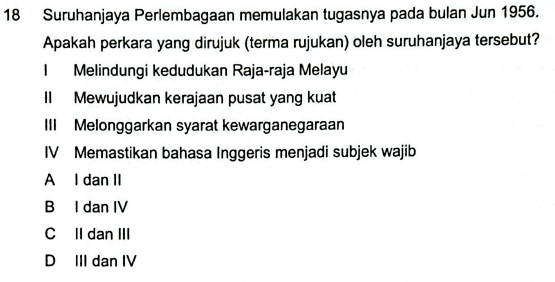 18 Suruhanjaya Perlembagaan memulakan tugasnya pada bulan Jun 1956.
Apakah perkara yang dirujuk (terma rujukan) oleh suruhanjaya tersebut?
I Melindungi kedudukan Raja-raja Melayu
II Mewujudkan kerajaan pusat yang kuat
III Melonggarkan syarat kewarganegaraan
IV Memastikan bahasa Inggeris menjadi subjek wajib
A I dan II
B I dan IV
C II dan III
D III dan IV